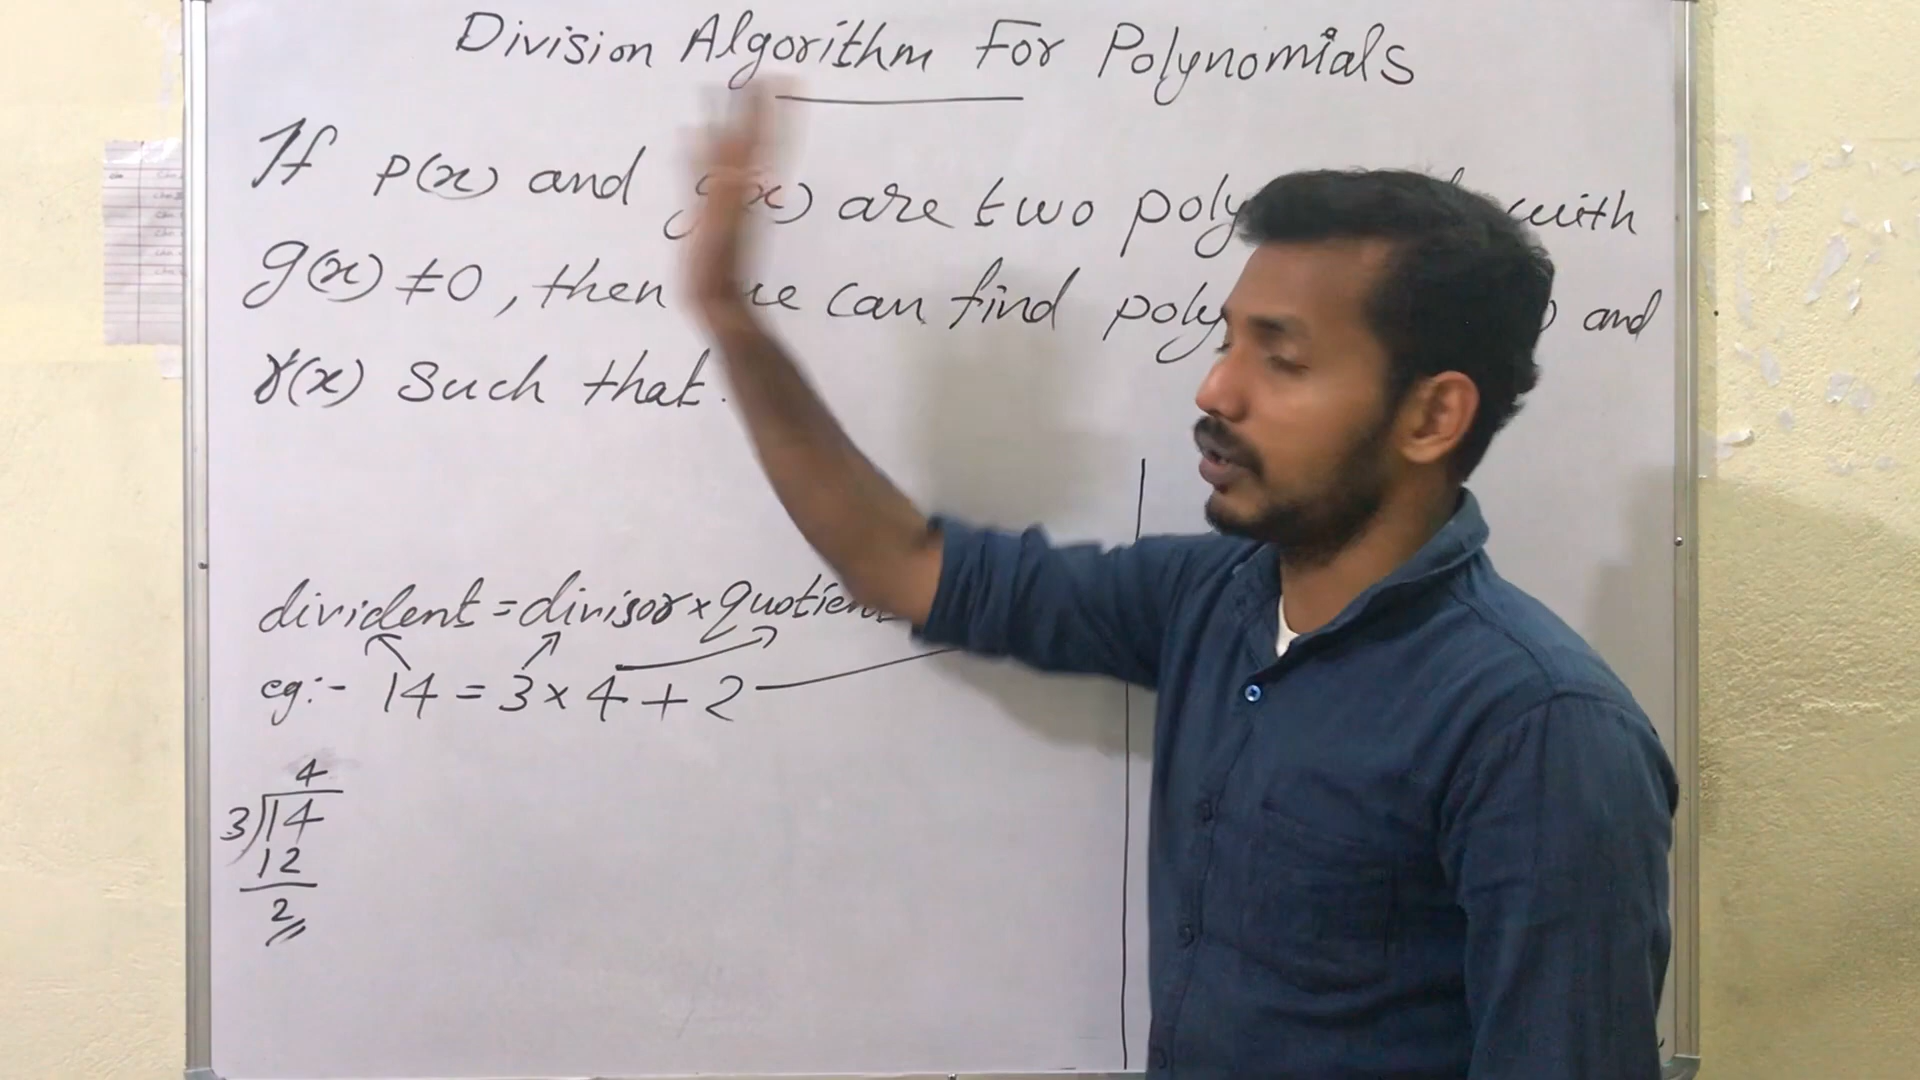 Division Algorithm For Polynomials
If p(x) and g(x) are two poly with
g(x) ≠ 0, then we can find poly and
r(x) such that.
divident = divisor × quotient
eg:- 14 = 3 × 4 + 2
4
3)14
12
2